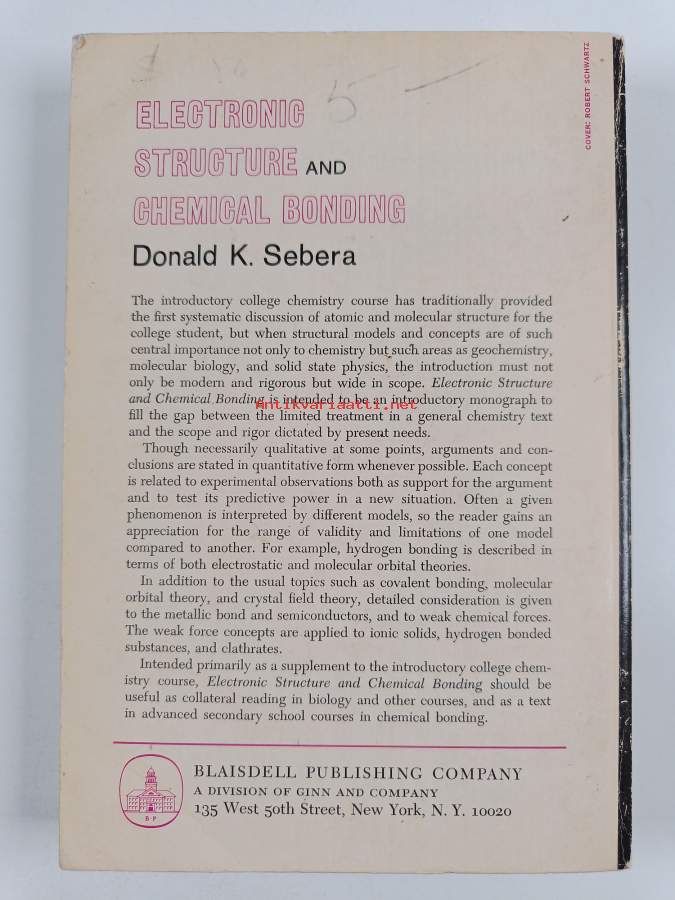 COVER: ROBERT SCHWARTZ
5
ELECTRONIC
STRUCTURE AND
CHEMICAL BONDING
Donald K. Sebera
The introductory college chemistry course has traditionally provided
the first systematic discussion of atomic and molecular structure for the
college student, but when structural models and concepts are of such
central importance not only to chemistry but such areas as geochemistry,
molecular biology, and solid state physics, the introduction must not
only be modern and rigorous but wide in scope. Electronic Structure
and Chemical Bonding is intended to be an introductory monograph to
antikvariaatti.net
fill the gap between the limited treatment in a general chemistry text
and the scope and rigor dictated by present needs.
Though necessarily qualitative at some points, arguments and con-
clusions are stated in quantitative form whenever possible. Each concept
is related to experimental observations both as support for the argument
and to test its predictive power in a new situation. Often a given
phenomenon is interpreted by different models, so the reader gains an
appreciation for the range of validity and limitations of one model
compared to another. For example, hydrogen bonding is described in
terms of both electrostatic and molecular orbital theories.
In addition to the usual topics such as covalent bonding, molecular
orbital theory, and crystal field theory, detailed consideration is given
to the metallic bond and semiconductors, and to weak chemical forces.
The weak force concepts are applied to ionic solids, hydrogen bonded
substances, and clathrates.
Intended primarily as a supplement to the introductory college chem-
istry course, Electronic Structure and Chemical Bonding should be
useful as collateral reading in biology and other courses, and as a text
in advanced secondary school courses in chemical bonding.
BLAISDELL PUBLISHING COMPANY
A DIVISION OF GINN AND COMPANY
135 West 50th Street, New York, N. Y. 10020
B·P